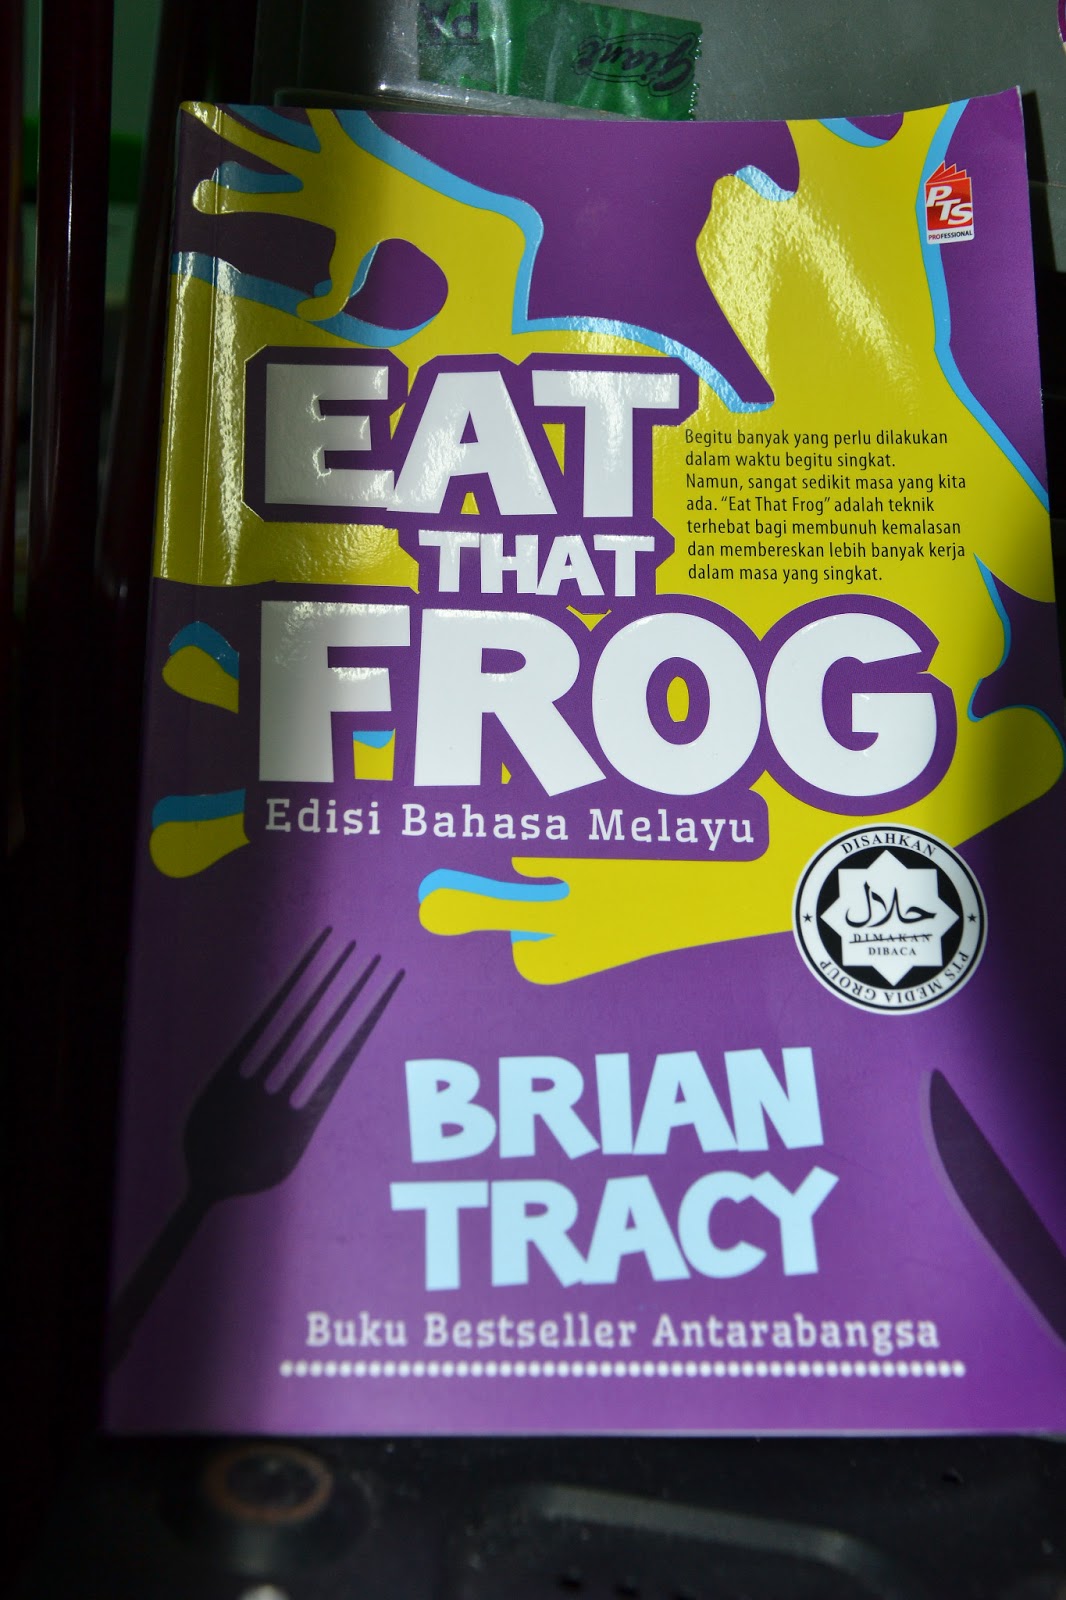 Giant
PTS
PROFESSIONAL
EAT
THAT
FROG
Begitu banyak yang perlu dilakukan
dalam waktu begitu singkat.
Namun, sangat sedikit masa yang kita
ada. “Eat That Frog” adalah teknik
terhebat bagi membunuh kemalasan
dan membereskan lebih banyak kerja
dalam masa yang singkat.
Edisi Bahasa Melayu
DISAHKAN
حلال
DIMAKAN
DIBACA
PTS MEDIA GROUP
BRIAN
TRACY
Buku Bestseller Antarabangsa